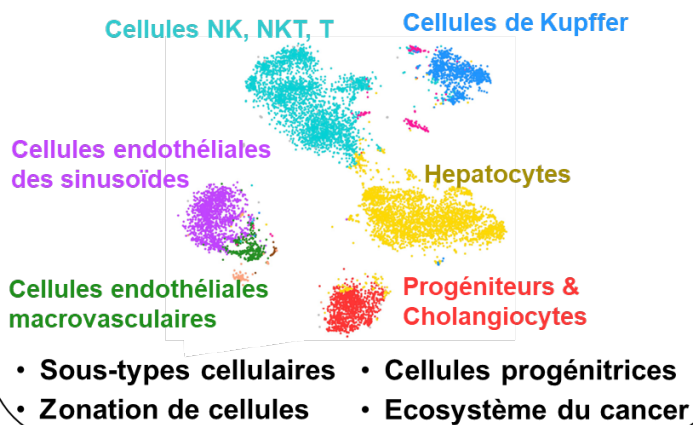 Cellules NK, NKT, T
Cellules de Kupffer
Cellules endothéliales
des sinusoïdes
Hepatocytes
Cellules endothéliales
macrovasculaires
Progéniteurs &
Cholangiocytes
• Sous-types cellulaires
• Zonation de cellules
• Cellules progénitrices
• Ecosystème du cancer